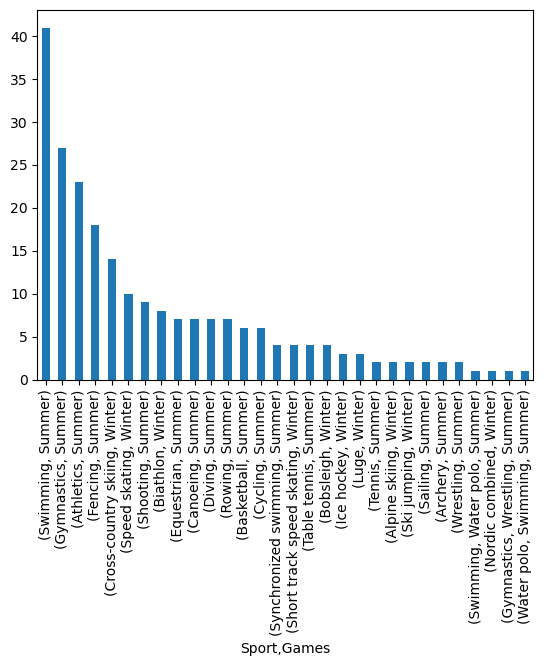 40
35
30
25
20
15
10
5
0
(Swimming, Summer)
(Gymnastics, Summer)
(Athletics, Summer)
(Fencing, Summer)
(Cross-country skiing, Winter)
(Speed skating, Winter)
(Shooting, Summer)
(Biathlon, Winter)
(Equestrian, Summer)
(Canoeing, Summer)
(Diving, Summer)
(Rowing, Summer)
(Basketball, Summer)
(Cycling, Summer)
(Synchronized swimming, Summer)
(Short track speed skating, Winter)
(Table tennis, Summer)
(Bobsleigh, Winter)
(Ice hockey, Winter)
(Luge, Winter)
(Tennis, Summer)
(Alpine skiing, Winter)
(Ski jumping, Winter)
(Sailing, Summer)
(Archery, Summer)
(Wrestling, Summer)
(Swimming, Water polo, Summer)
(Nordic combined, Winter)
(Gymnastics, Wrestling, Summer)
(Water polo, Swimming, Summer)
Sport,Games